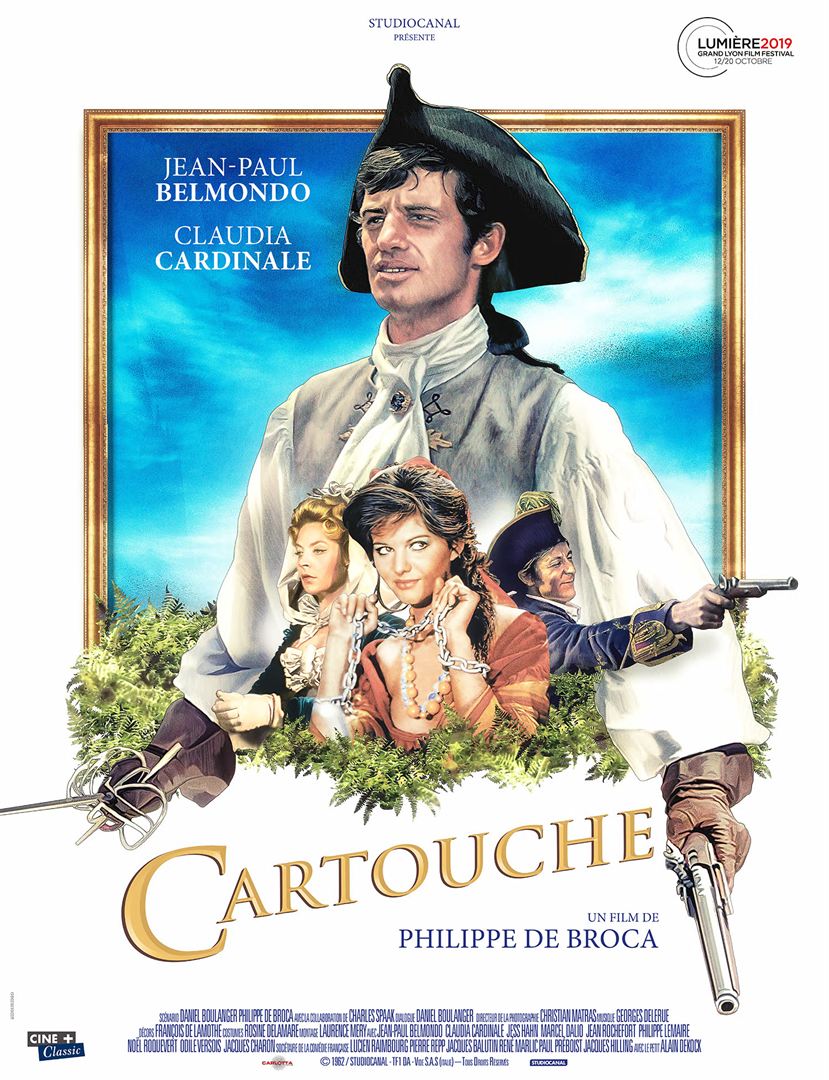 STUDIOCANAL
PRÉSENTE
LUMIÈRE2019
GRAND LYON FILM FESTIVAL
12/20 OCTOBRE
JEAN-PAUL
BELMONDO
CLAUDIA
CARDINALE
CARTOUCHE
UN FILM DE
PHILIPPE DE BROCA
SCÉNARIO DANIEL BOULANGER PHILIPPE DE BROCA AVEC LA COLLABORATION DE CHARLES SPAAK DIALOGUE DANIEL BOULANGER DIRECTEUR DE LA PHOTOGRAPHIE CHRISTIAN MATRAS MUSIQUE GEORGES DELERUE
DÉCORS FRANÇOIS DE LAMOTHE COSTUMES ROSINE DELAMARE MONTAGE LAURENCE MERY AVEC JEAN-PAUL BELMONDO CLAUDIA CARDINALE JESS HAHN MARCEL DALIO JEAN ROCHEFORT PHILIPPE LEMAIRE
NOËL ROQUEVERT ODILE VERSOIS JACQUES CHARON SOCIÉTAIRE DE LA COMÉDIE FRANÇAISE LUCIEN RAIMBOURG PIERRE REPP JACQUES BALUTIN RENÉ MARLIC PAUL PRÉBOIST JACQUES HILLING AVEC LE PETIT ALAIN DEKOCK
CINE +
Classic
CARLOTTA
© 1962 / STUDIOCANAL - TF1 DA - VIDE S.A.S (ITALIE) – TOUS DROITS RÉSERVÉS
STUDIOCANAL